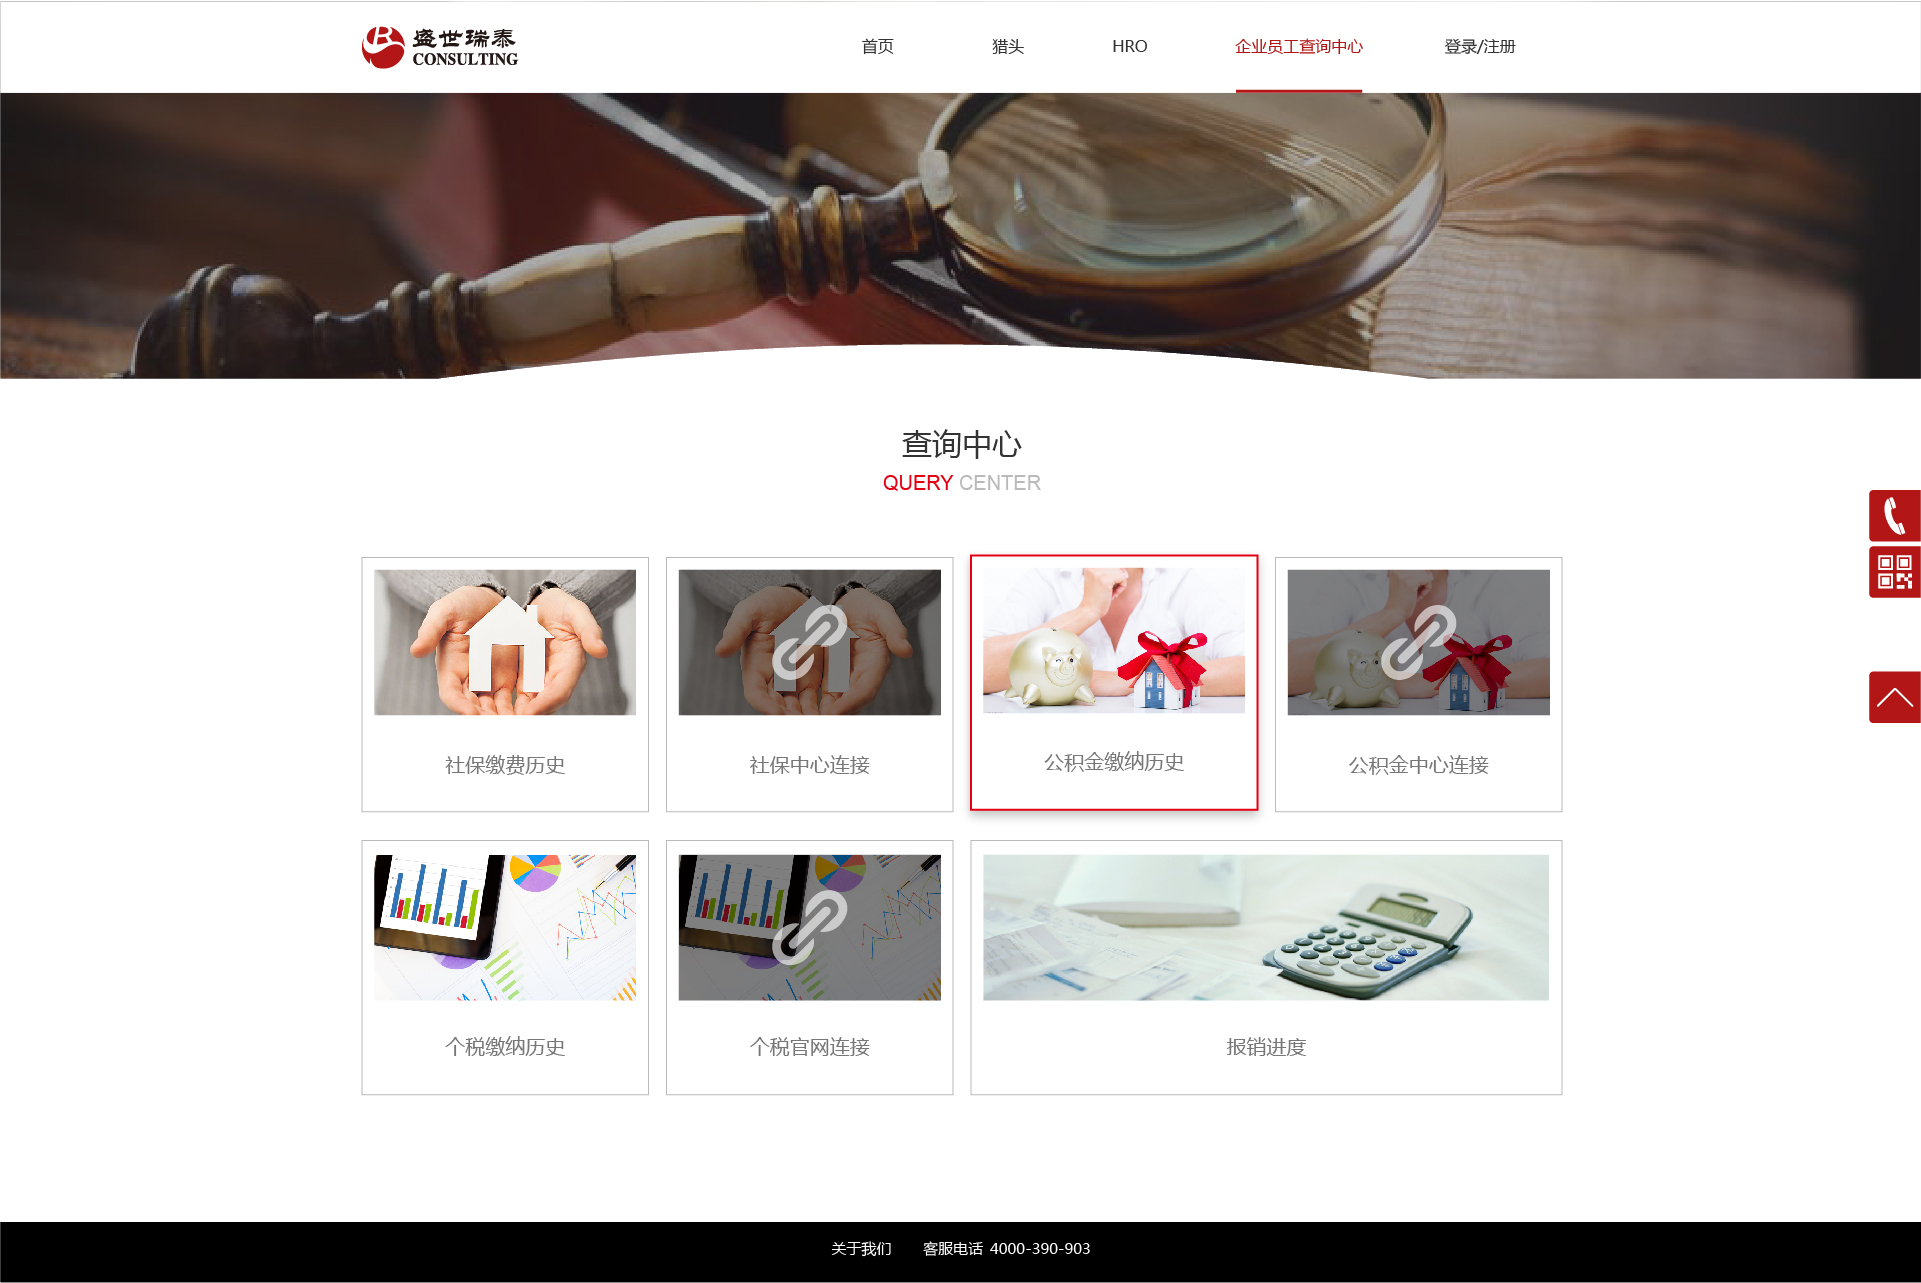 盛世瑞泰
CONSULTING
首页 猎头 HRO 企业员工查询中心 登录/注册
查询中心
QUERY CENTER
社保缴费历史 社保中心连接 公积金缴纳历史 公积金中心连接
个税缴纳历史 个税官网连接 报销进度
关于我们 客服电话 4000-390-903